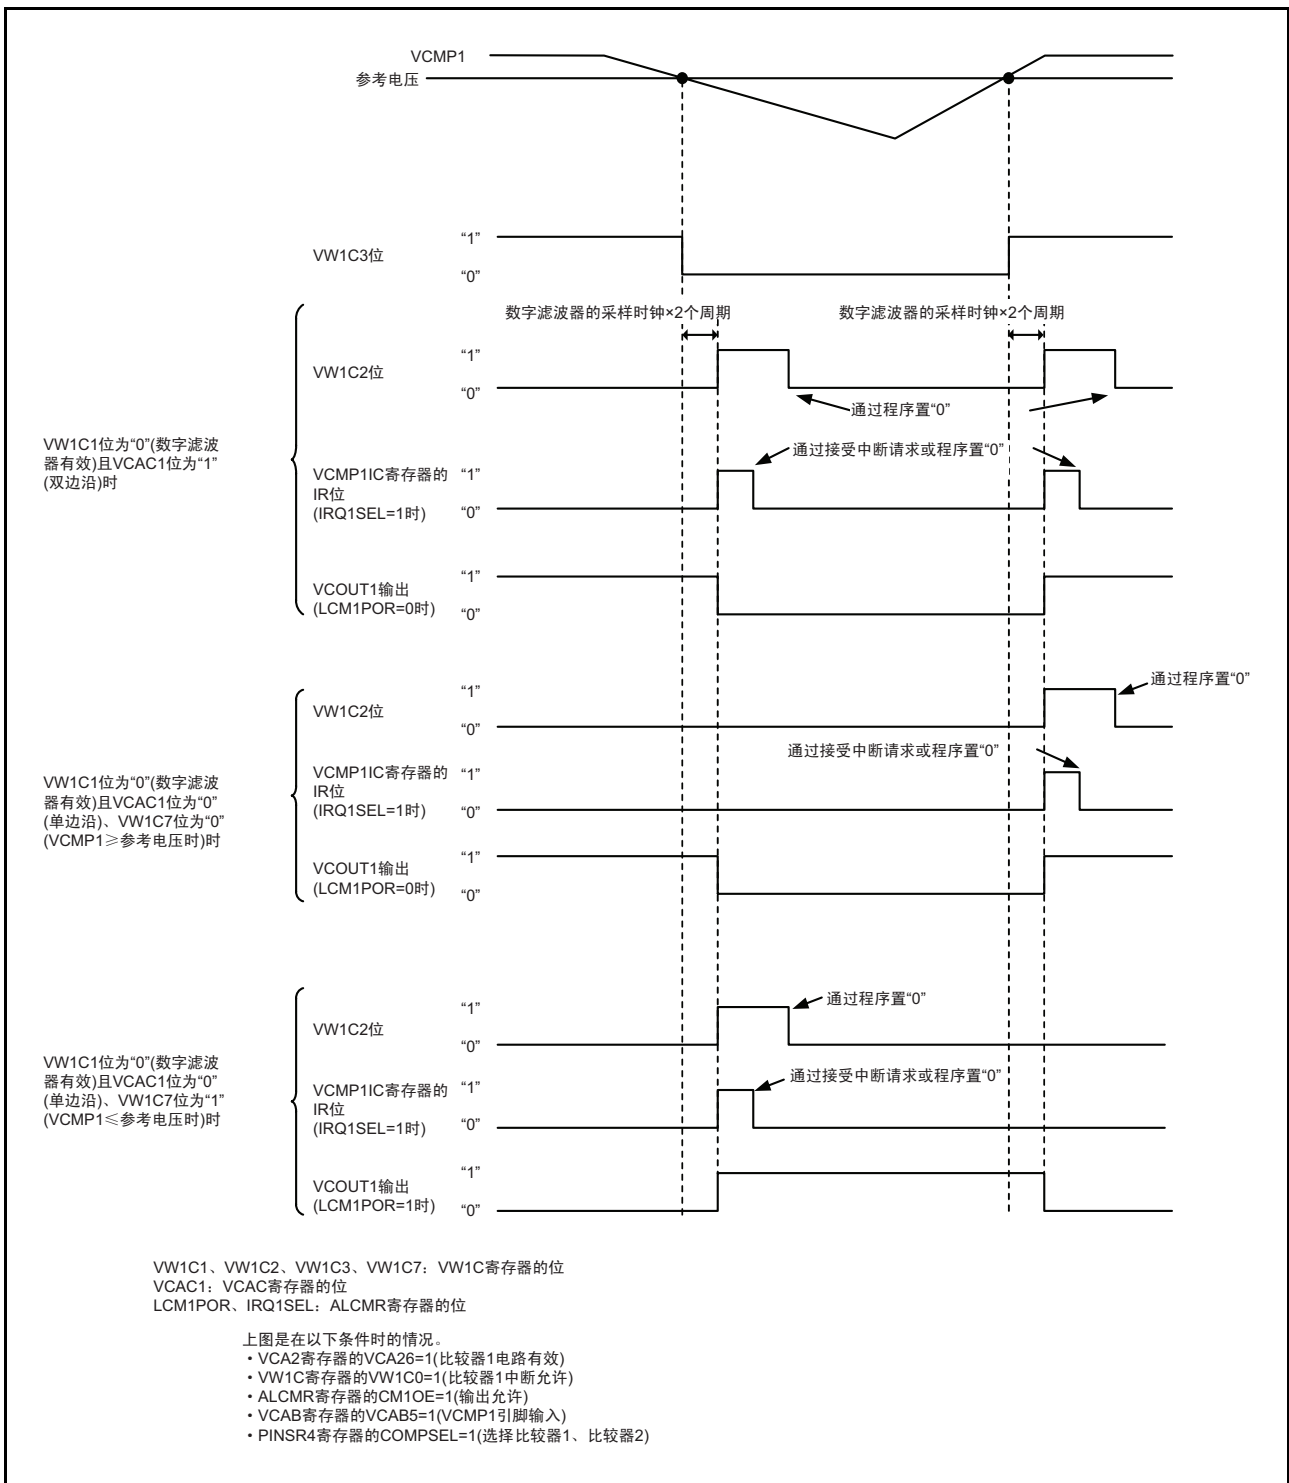 VCMP1
参考电压
VW1C3位
“1”
“0”
数字滤波器的采样时钟×2个周期
数字滤波器的采样时钟×2个周期
VW1C1位为“0”(数字滤波
器有效)且VCAC1位为“1”
(双边沿)时
VW1C2位
“1”
“0”
通过程序置“0”
通过接受中断请求或程序置“0”
VCMP1IC寄存器的
IR位
(IRQ1SEL=1时)
“1”
“0”
VCOUT1输出
(LCM1POR=0时)
“1”
“0”
VW1C1位为“0”(数字滤波
器有效)且VCAC1位为“0”
(单边沿)、VW1C7位为“0”
(VCMP1≥参考电压时)时
VW1C2位
“1”
“0”
通过程序置“0”
通过接受中断请求或程序置“0”
VCMP1IC寄存器的
IR位
(IRQ1SEL=1时)
“1”
“0”
VCOUT1输出
(LCM1POR=0时)
“1”
“0”
VW1C1位为“0”(数字滤波
器有效)且VCAC1位为“0”
(单边沿)、VW1C7位为“1”
(VCMP1≤参考电压时)时
VW1C2位
“1”
“0”
通过程序置“0”
通过接受中断请求或程序置“0”
VCMP1IC寄存器的
IR位
(IRQ1SEL=1时)
“1”
“0”
VCOUT1输出
(LCM1POR=1时)
“1”
“0”
VW1C1、VW1C2、VW1C3、VW1C7：VW1C寄存器的位
VCAC1：VCAC寄存器的位
LCM1POR、IRQ1SEL：ALCMR寄存器的位
上图是在以下条件时的情况。
・VCA2寄存器的VCA26=1(比较器1电路有效)
・VW1C寄存器的VW1C0=1(比较器1中断允许)
・ALCMR寄存器的CM1OE=1(输出允许)
・VCAB寄存器的VCAB5=1(VCMP1引脚输入)
・PINSR4寄存器的COMPSEL=1(选择比较器1、比较器2)